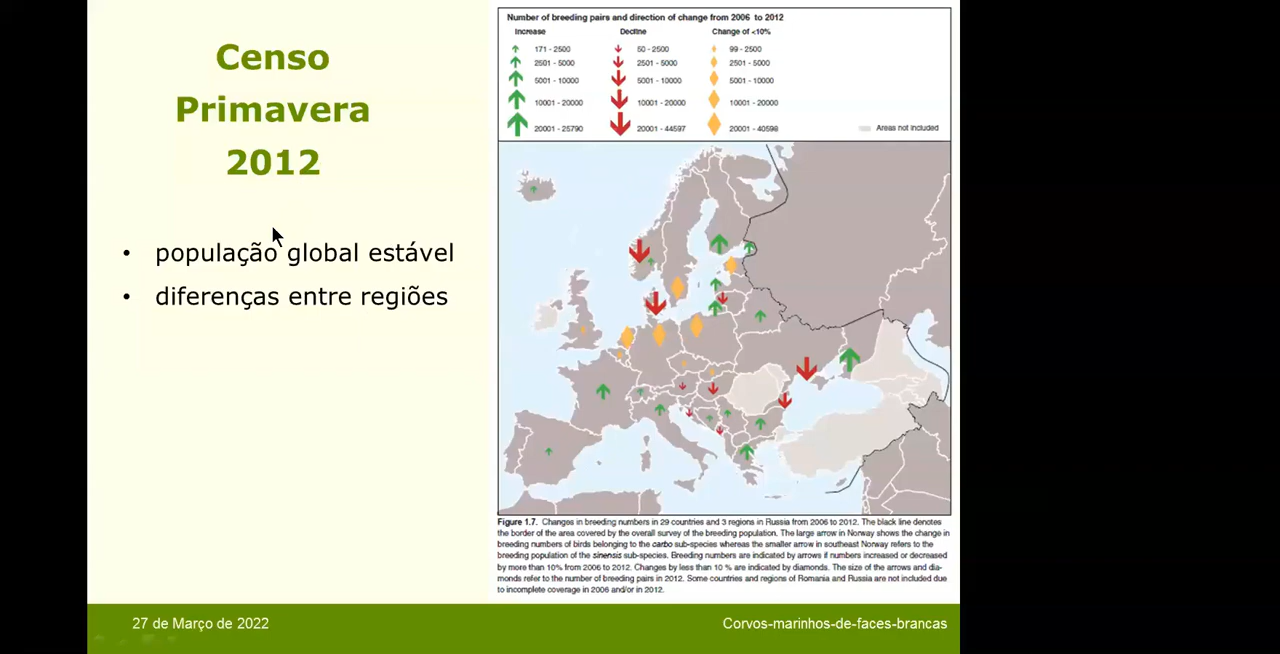 Censo
Primavera
2012
• população global estável
• diferenças entre regiões
Number of breeding pairs and direction of change from 2006 to 2012
Increase Decline Change of <10%
171 - 2500 50 - 2500 99 - 2500
2501 - 5000 2501 - 5000 2501 - 5000
5001 - 10000 5001 - 10000 5001 - 10000
10001 - 20000 10001 - 20000 10001 - 20000
20001 - 25790 20001 - 44597 20001 - 40598 Areas not included
Figure 1.7. Changes in breeding numbers in 29 countries and 3 regions in Russia from 2006 to 2012. The black line denotes
the border of the area covered by the overall survey of the breeding population. The large arrow in Norway shows the change in
breeding numbers of birds belonging to the carbo sub-species whereas the smaller arrow in southeast Norway refers to the
breeding population of the sinensis sub-species. Breeding numbers are indicated by arrows if numbers increased or decreased
by more than 10% from 2006 to 2012. Changes by less than 10 % are indicated by diamonds. The size of the arrows and dia-
monds refer to the number of breeding pairs in 2012. Some countries and regions of Romania and Russia are not included due
to incomplete coverage in 2006 and/or in 2012.
27 de Março de 2022
Corvos-marinhos-de-faces-brancas